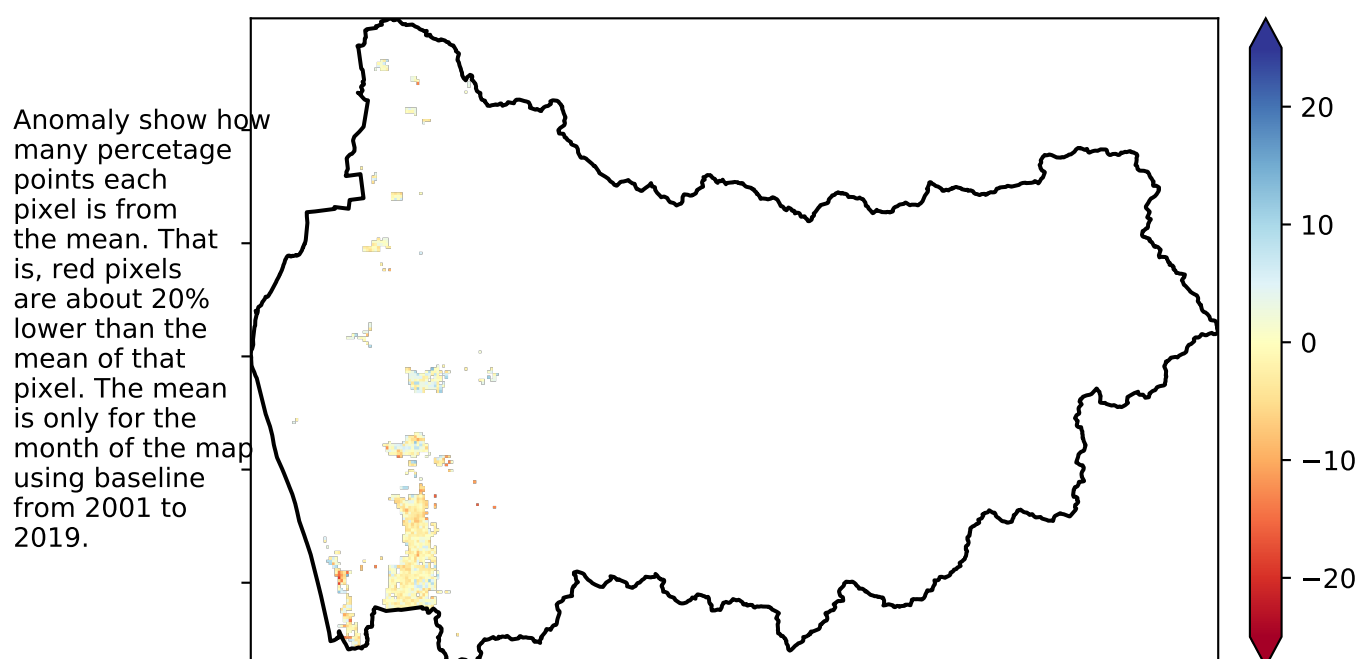 Anomaly show how
many percetage
points each
pixel is from
the mean. That
is, red pixels
are about 20%
lower than the
mean of that
pixel. The mean
is only for the
month of the map
using baseline
from 2001 to
2019.
20
10
0
−10
−20